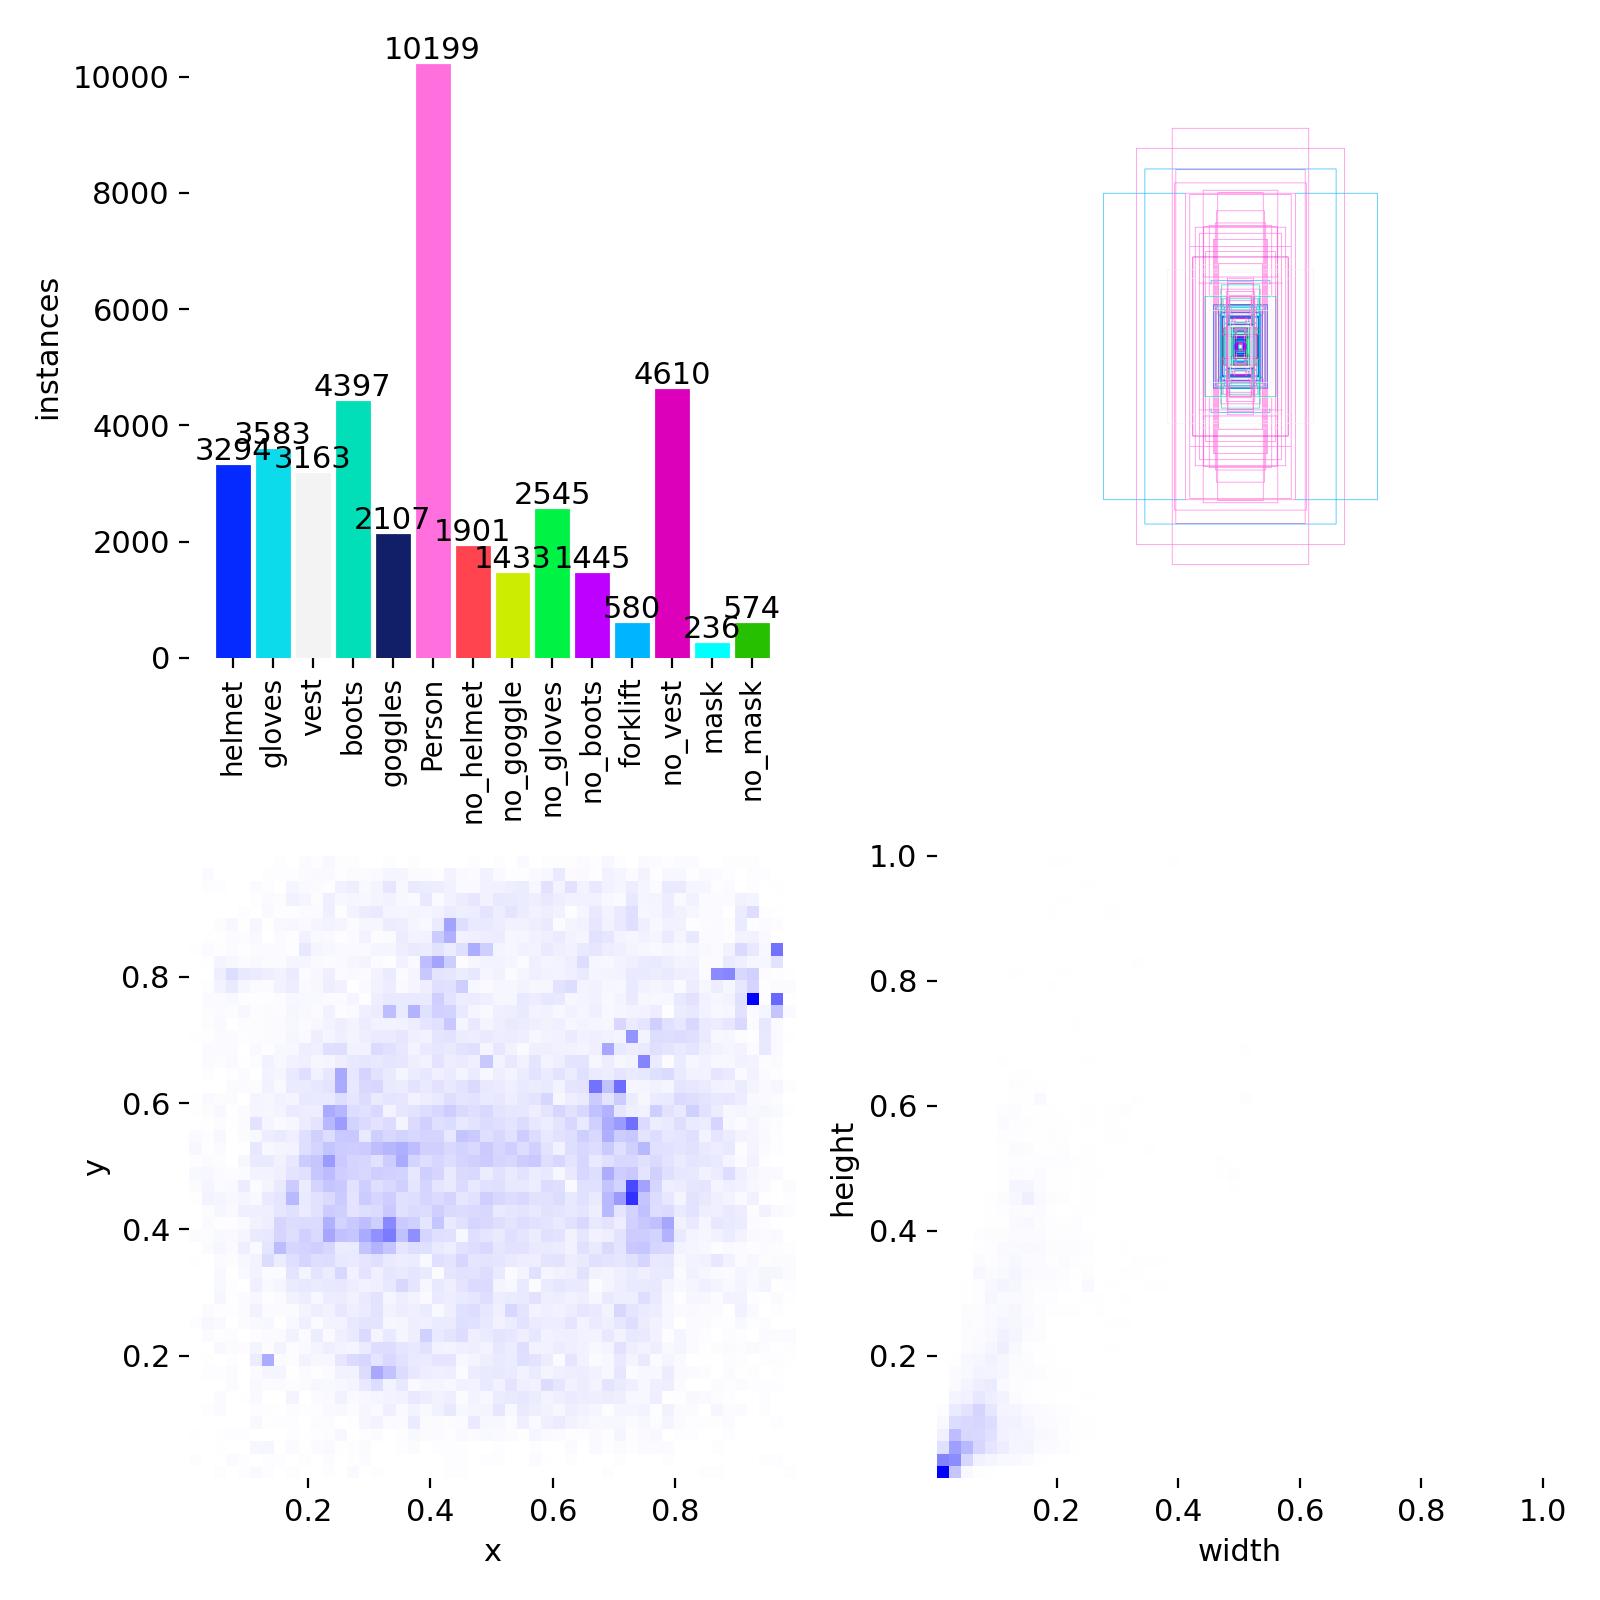 10199
10000
8000
6000
4000
2000
0
instances
3294
3583
3163
4397
2107
1901
1433
2545
1445
580
4610
236
574
helmet
gloves
vest
boots
goggles
Person
no_helmet
no_goggle
no_gloves
no_boots
forklift
no_vest
mask
no_mask
0.8
0.6
0.4
0.2
y
0.2 0.4 0.6 0.8
x
1.0
0.8
0.6
0.4
0.2
height
0.2 0.4 0.6 0.8 1.0
width